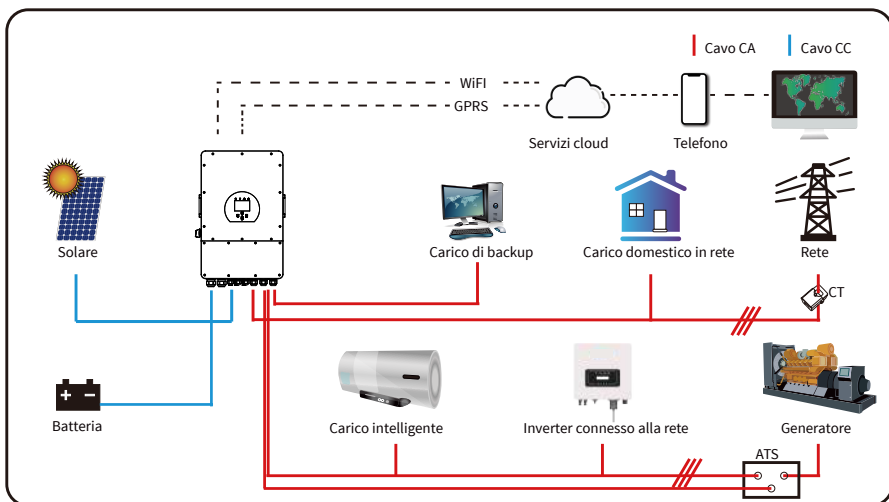 Cavo CA
Cavo CC
WiFI
GPRS
Servizi cloud
Telefono
Solare
Carico di backup
Carico domestico in rete
Rete
CT
Batteria
Carico intelligente
Inverter connesso alla rete
Generatore
ATS